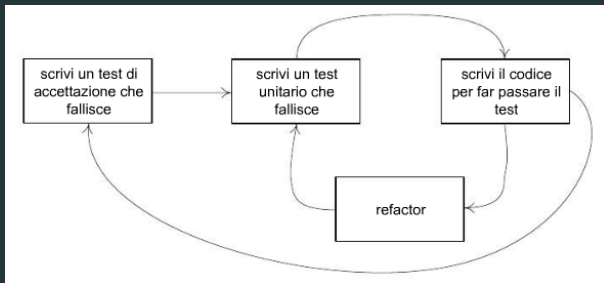 scrivi un test di
accettazione che
fallisce
scrivi un test
unitario che
fallisce
scrivi il codice
per far passare il
test
refactor